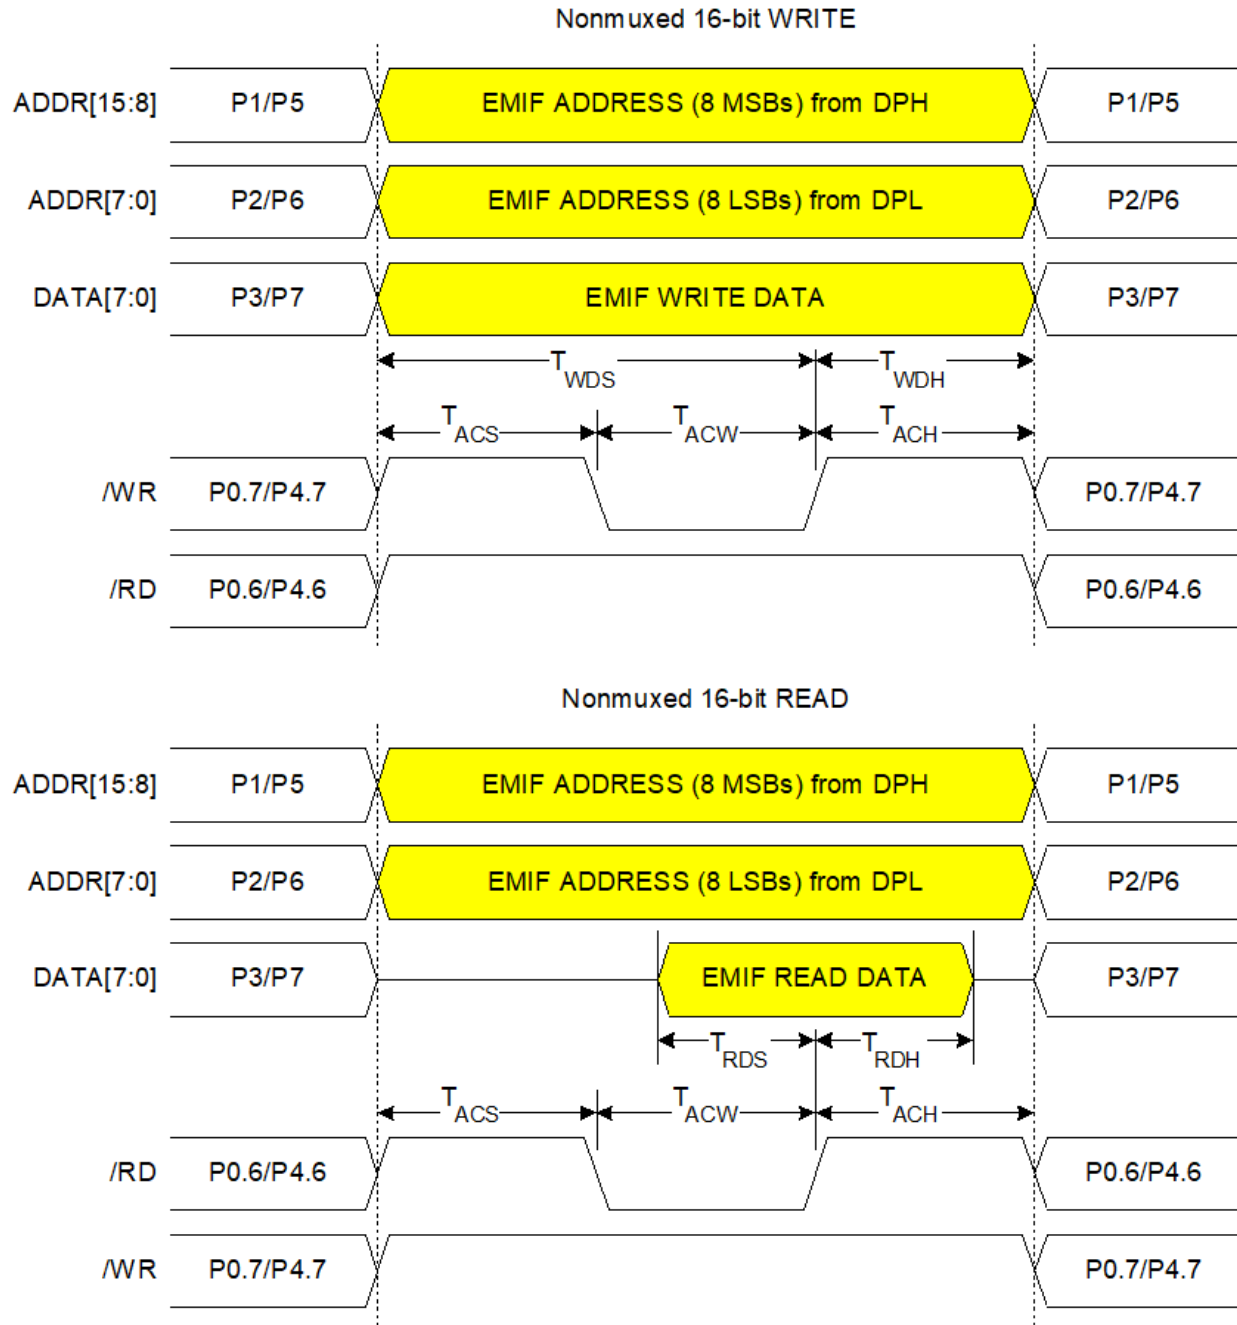 Nonmuxed 16-bit WRITE
ADDR[15:8] P1/P5 EMIF ADDRESS (8 MSBs) from DPH P1/P5
ADDR[7:0] P2/P6 EMIF ADDRESS (8 LSBs) from DPL P2/P6
DATA[7:0] P3/P7 EMIF WRITE DATA P3/P7
TWDS TWDH
TACS TACW TACH
/WR P0.7/P4.7 P0.7/P4.7
/RD P0.6/P4.6 P0.6/P4.6
Nonmuxed 16-bit READ
ADDR[15:8] P1/P5 EMIF ADDRESS (8 MSBs) from DPH P1/P5
ADDR[7:0] P2/P6 EMIF ADDRESS (8 LSBs) from DPL P2/P6
DATA[7:0] P3/P7 EMIF READ DATA P3/P7
TRDS TRDH
TACS TACW TACH
/RD P0.6/P4.6 P0.6/P4.6
/WR P0.7/P4.7 P0.7/P4.7